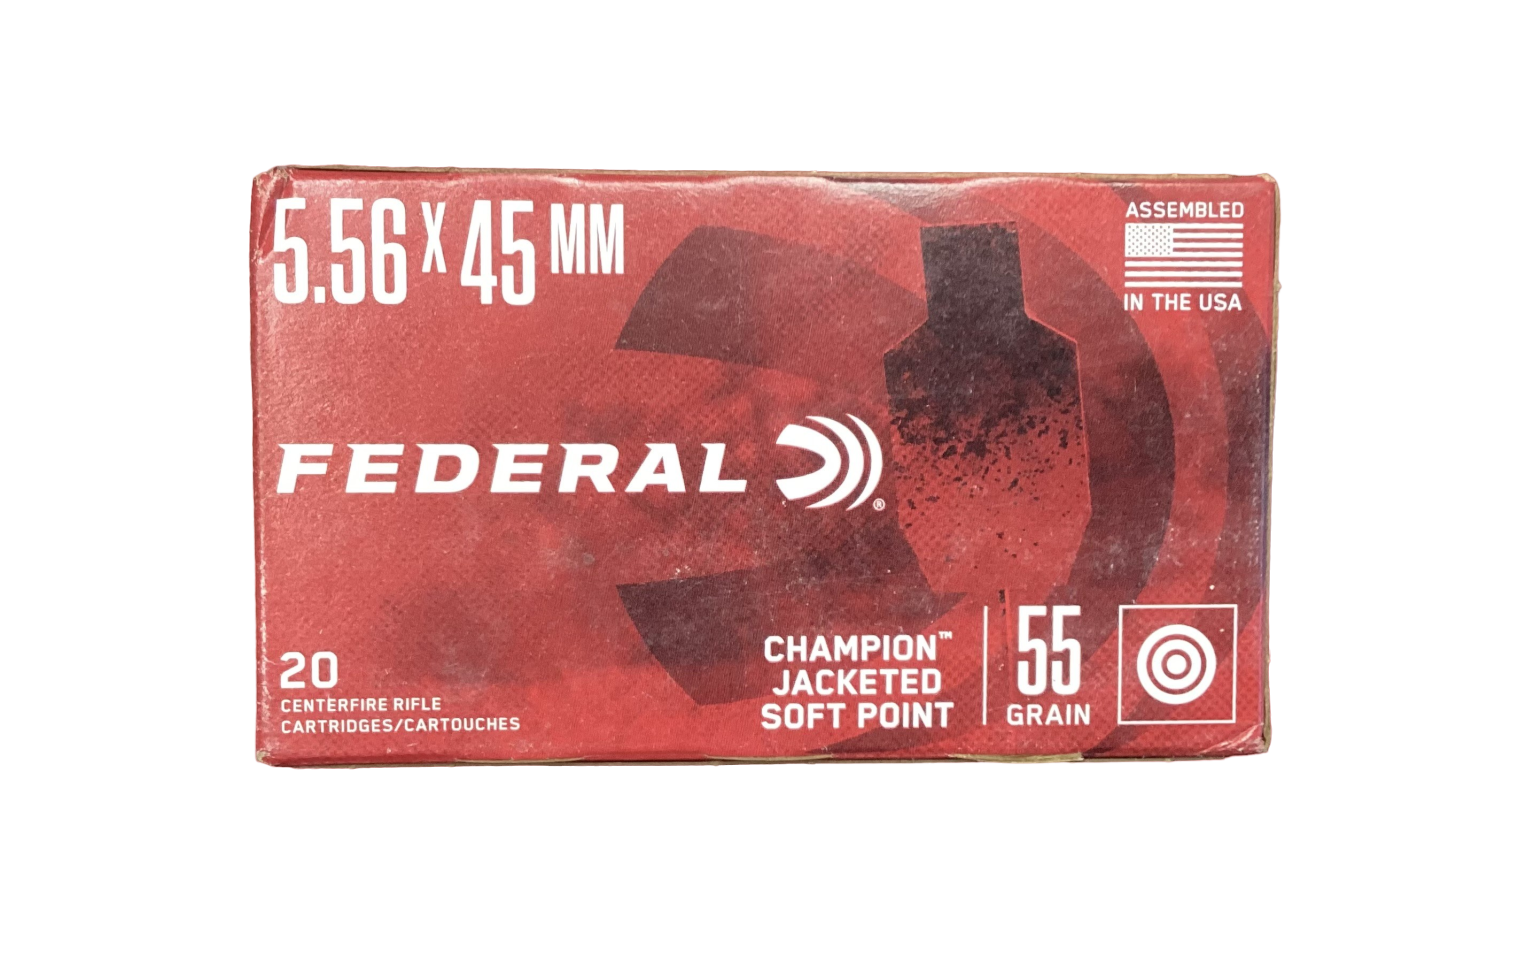 5.56 X 45 MM
ASSEMBLED
IN THE USA
FEDERAL ®
20
CENTERFIRE RIFLE
CARTRIDGES/CARTOUCHES
CHAMPION™
JACKETED
SOFT POINT
55
GRAIN